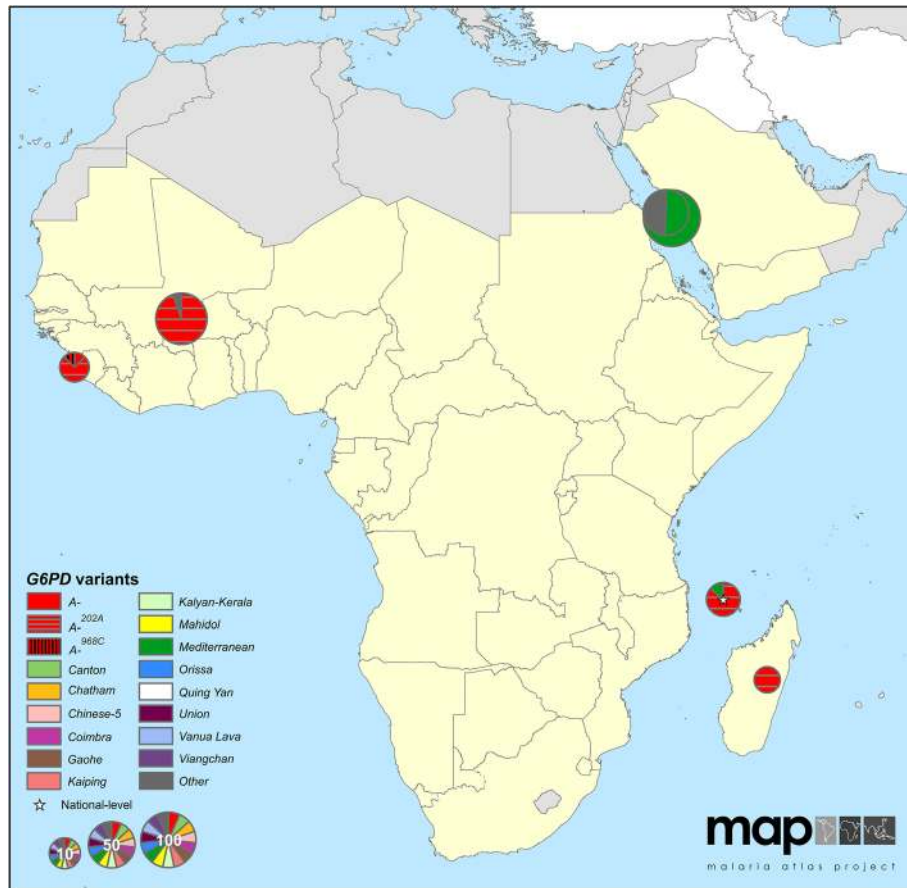 G6PD variants
A-
A- 202A
A- 968C
Canton
Chatham
Chinese-5
Coimbra
Gaohe
Kaiping
Kalyan-Kerala
Mahidol
Mediterranean
Orissa
Quing Yan
Union
Vanua Lava
Viangchan
Other
National-level
10
50
100
map
malaria atlas project